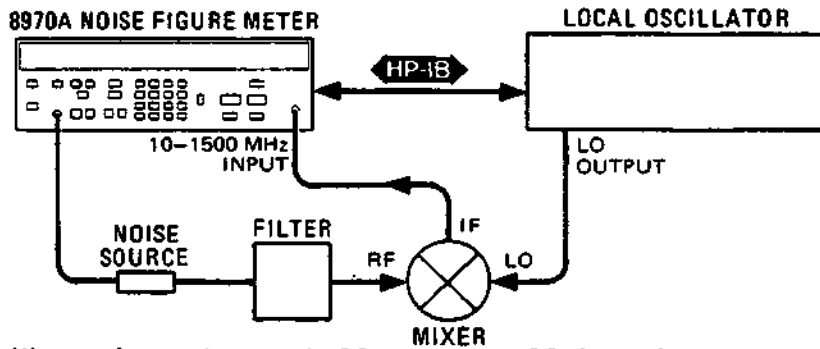 8970A NOISE FIGURE METER
LOCAL OSCILLATOR
HP-IB
10–1500 MHz
INPUT
LO
OUTPUT
NOISE
SOURCE
FILTER
IF
RF
LO
MIXER